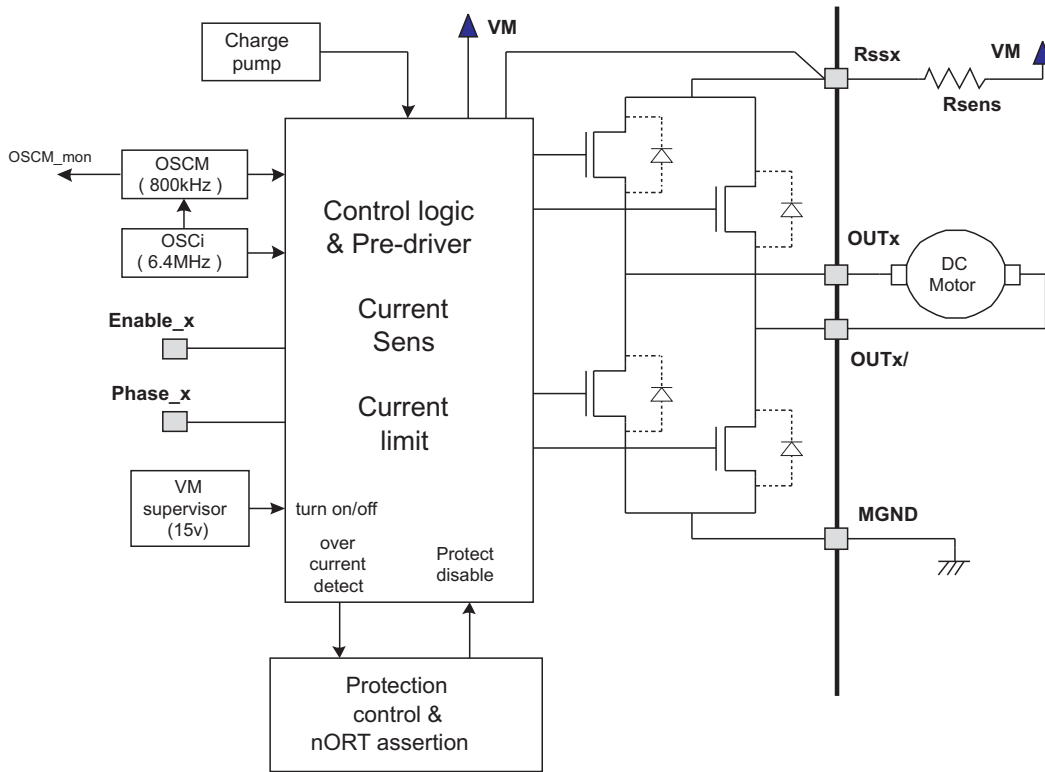 Charge
pump
VM
Rssx
VM
Rsens
OSCM_mon
OSCM
( 800kHz )
OSCi
( 6.4MHz )
Control logic
& Pre-driver
Current
Sens
Current
limit
Enable_x
Phase_x
OUTx
DC
Motor
OUTx/
VM
supervisor
(15v)
turn on/off
over
current
detect
Protect
disable
MGND
Protection
control &
nORT assertion